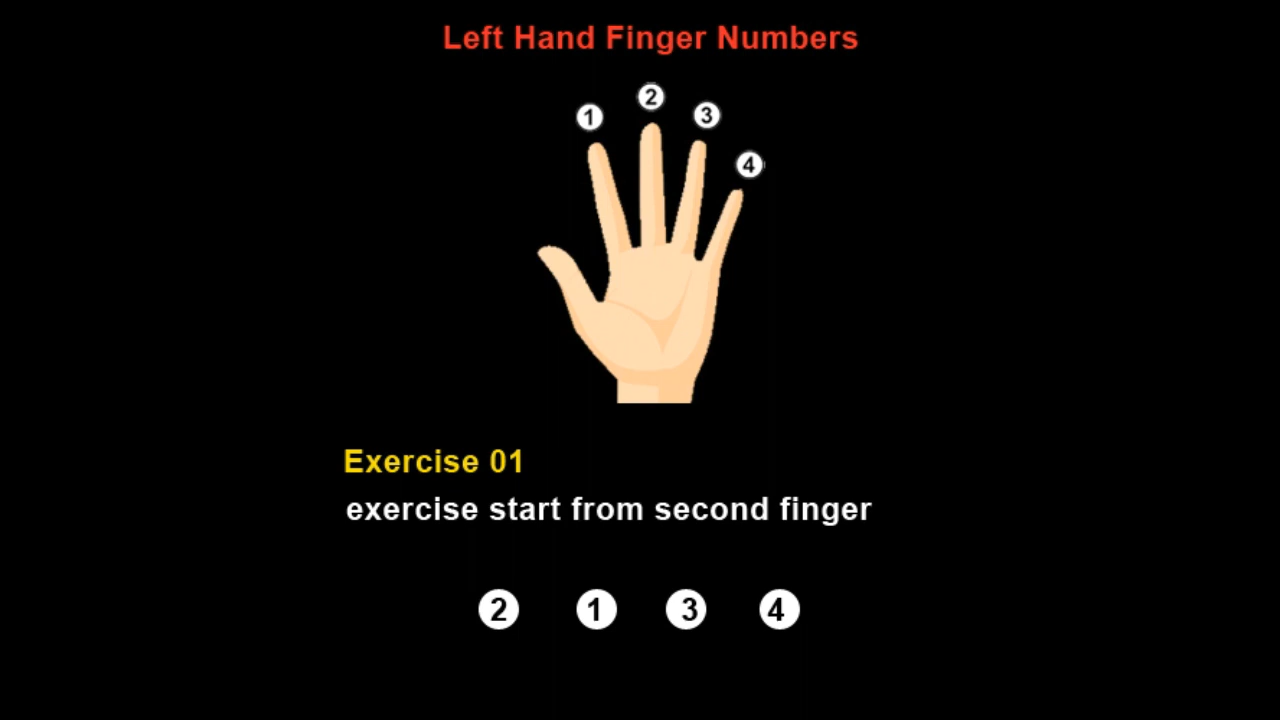 Left Hand Finger Numbers
1 2 3 4
Exercise 01
exercise start from second finger
2 1 3 4